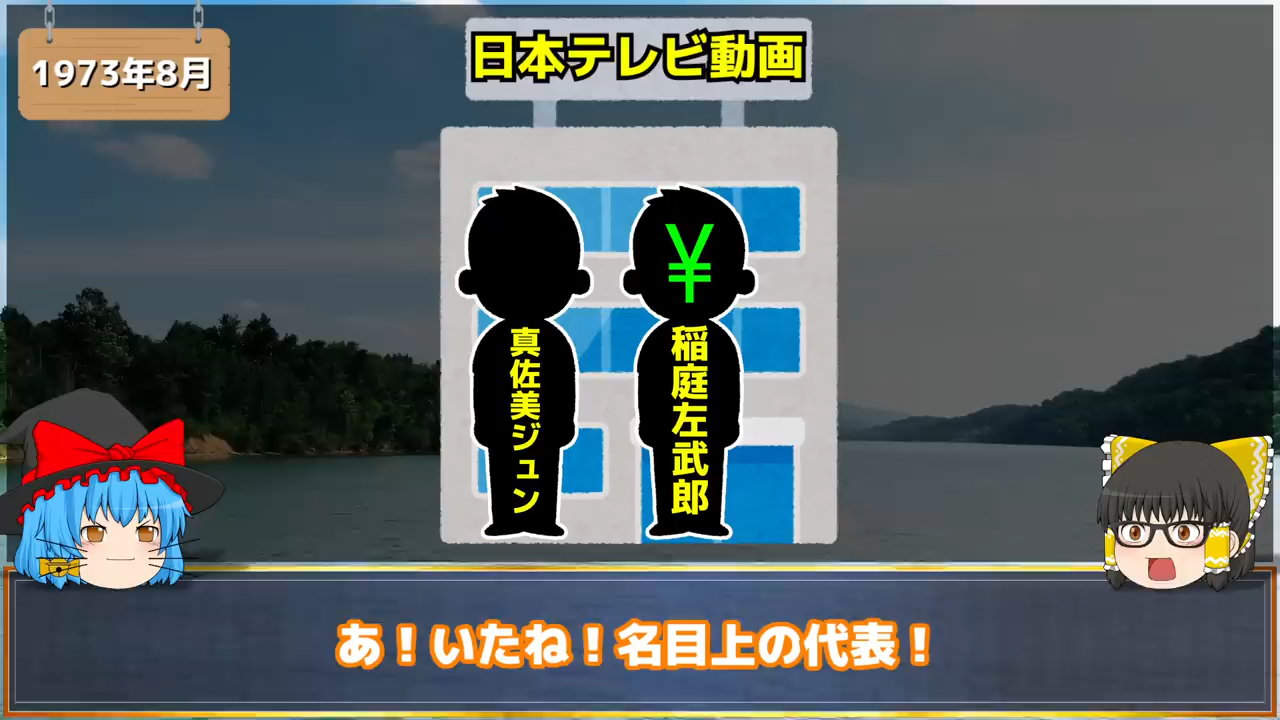 1973年8月
日本テレビ動画
¥
真佐美ジュン
稲庭左武郎
あ！いたね！名目上の代表！